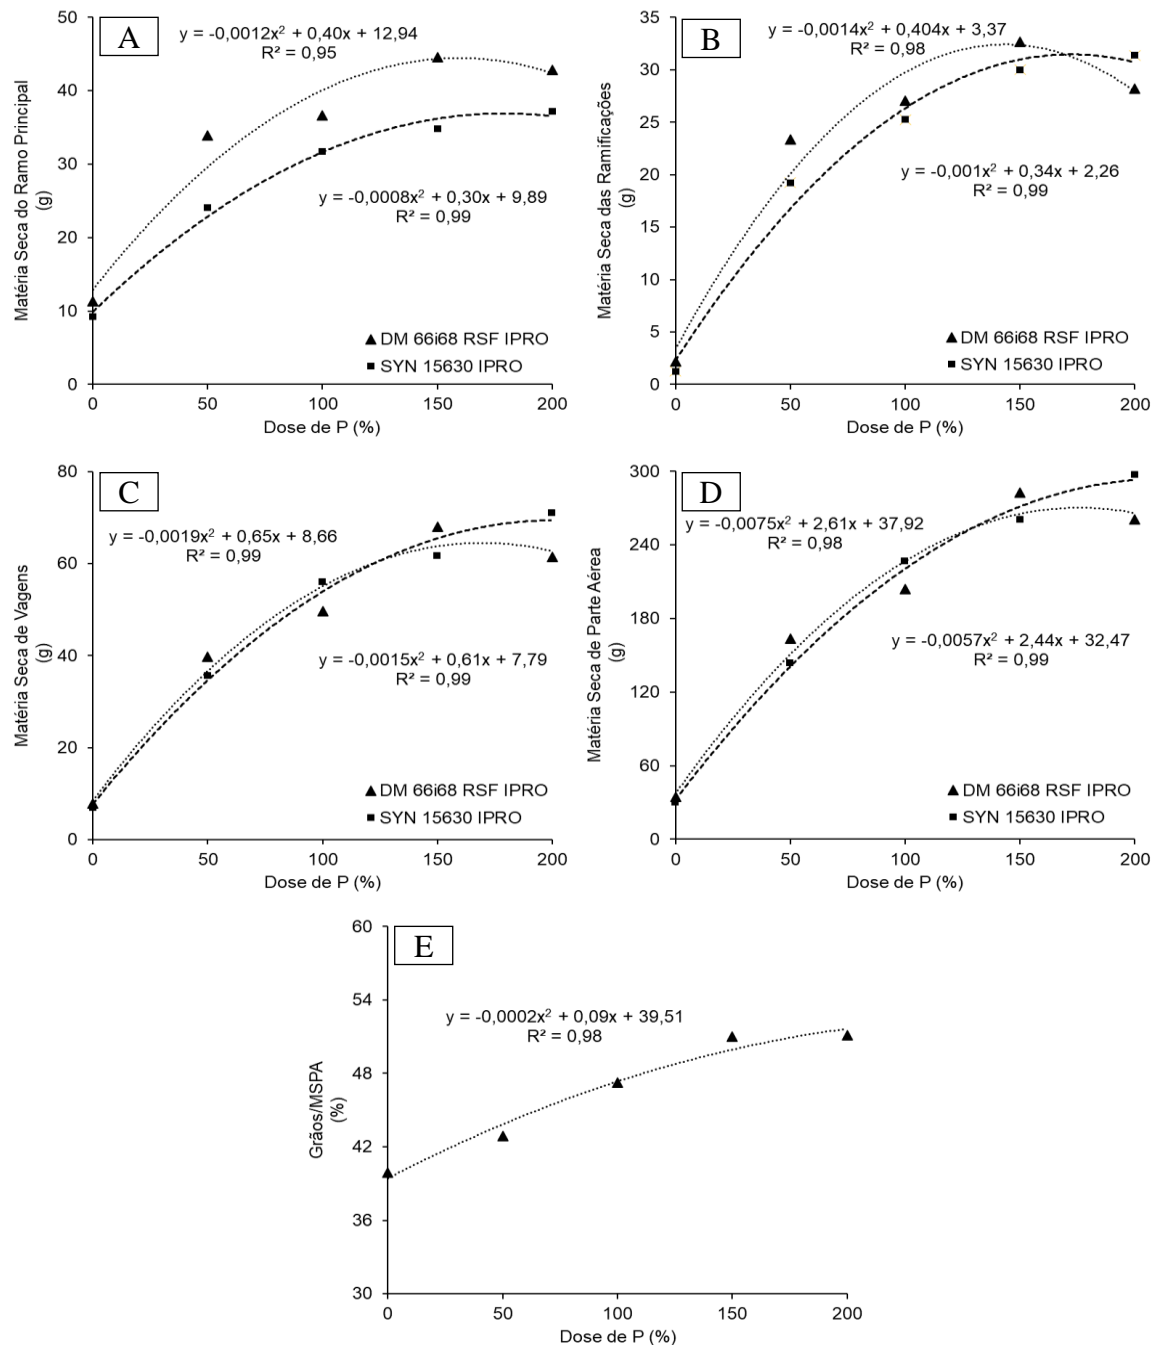 A
y = -0,0012x² + 0,40x + 12,94
R² = 0,95
y = -0,0008x² + 0,30x + 9,89
R² = 0,99
Matéria Seca do Ramo Principal
(g)
50
40
30
20
10
0
DM 66i68 RSF IPRO
SYN 15630 IPRO
0 50 100 150 200
Dose de P (%)
B
y = -0,0014x² + 0,404x + 3,37
R² = 0,98
y = -0,001x² + 0,34x + 2,26
R² = 0,99
Matéria Seca das Ramificações
(g)
35
30
25
20
15
10
5
0
DM 66i68 RSF IPRO
SYN 15630 IPRO
0 50 100 150 200
Dose de P (%)
C
y = -0,0019x² + 0,65x + 8,66
R² = 0,99
y = -0,0015x² + 0,61x + 7,79
R² = 0,99
Matéria Seca de Vagens
(g)
80
60
40
20
0
DM 66i68 RSF IPRO
SYN 15630 IPRO
0 50 100 150 200
Dose de P (%)
D
y = -0,0075x² + 2,61x + 37,92
R² = 0,98
y = -0,0057x² + 2,44x + 32,47
R² = 0,99
Matéria Seca de Parte Aérea
(g)
300
240
180
120
60
0
DM 66i68 RSF IPRO
SYN 15630 IPRO
0 50 100 150 200
Dose de P (%)
E
y = -0,0002x² + 0,09x + 39,51
R² = 0,98
Grãos/MSPA
(%)
60
54
48
42
36
30
0 50 100 150 200
Dose de P (%)